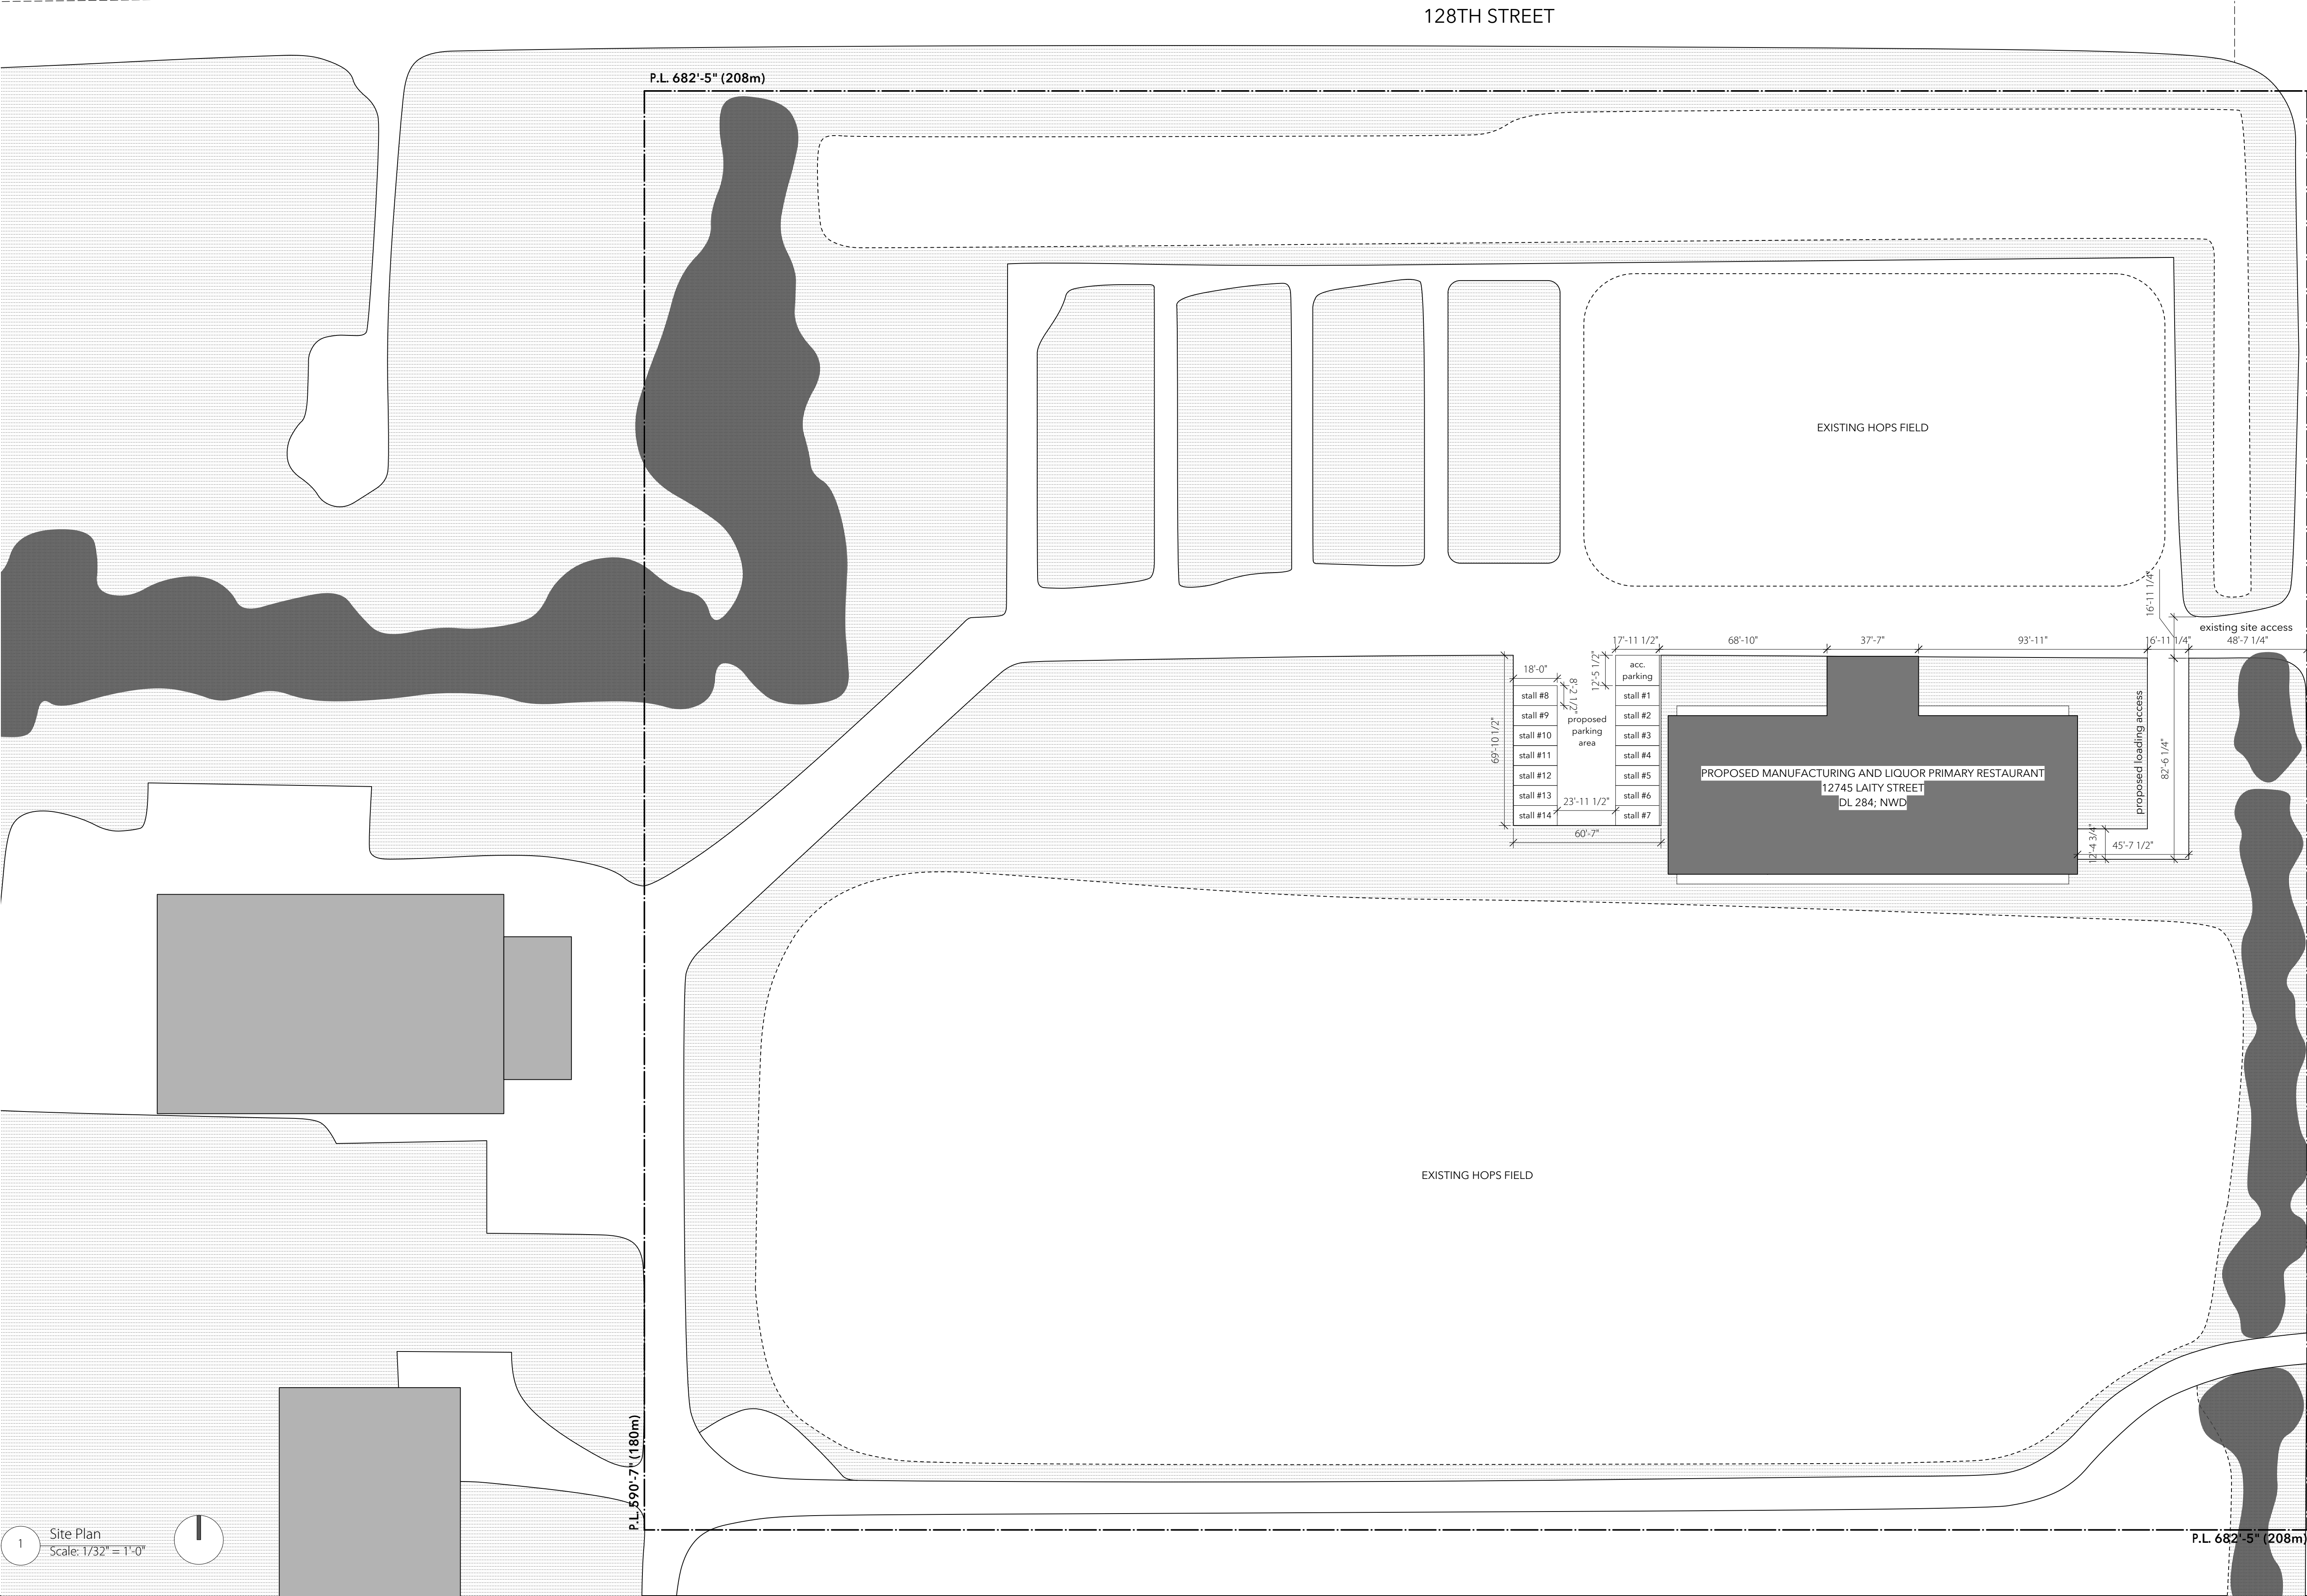 128TH STREET
P.L. 682'-5" (208m)
EXISTING HOPS FIELD
16'-11 1/4"
existing site access
17'-11 1/2"
68'-10"
37'-7"
93'-11"
16'-11 1/4"
48'-7 1/4"
18'-0"
8'-2 1/2"
12'-5 1/2"
69'-10 1/2"
acc.
parking
stall #8
stall #9
stall #10
stall #11
stall #12
stall #13
stall #14
proposed
parking
area
stall #1
stall #2
stall #3
stall #4
stall #5
stall #6
stall #7
23'-11 1/2"
60'-7"
PROPOSED MANUFACTURING AND LIQUOR PRIMARY RESTAURANT
12745 LAITY STREET
DL 284; NWD
proposed loading access
82'-6 1/4"
12'-4 3/4"
45'-7 1/2"
EXISTING HOPS FIELD
P.L. 590'-7" (180m)
1
Site Plan
Scale: 1/32" = 1'-0"
P.L. 682'-5" (208m)